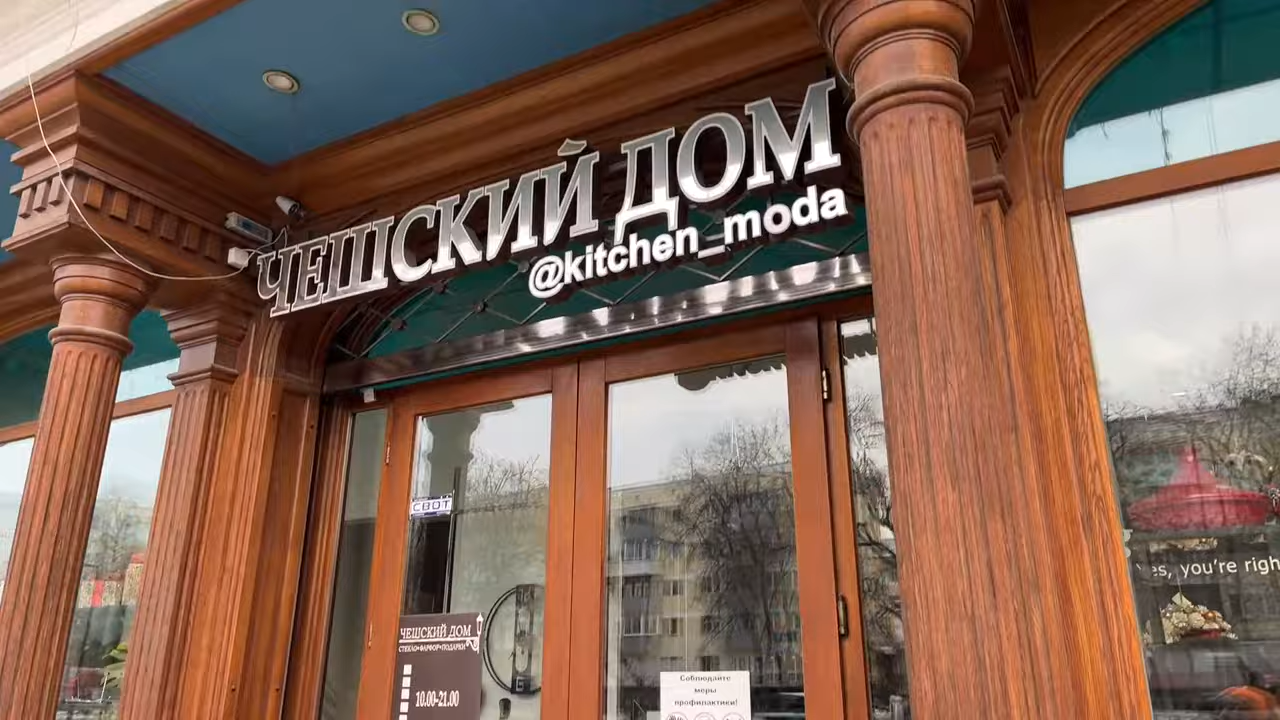 ЧЕШСКИЙ ДОМ
@kitchen_moda
СВОТ
ЧЕШСКИЙ ДОМ
СТЕКЛО•ФАРФОР•ПОДАРКИ
10.00-21.00
Соблюдайте
меры
профилактики!
Yes, you're righ